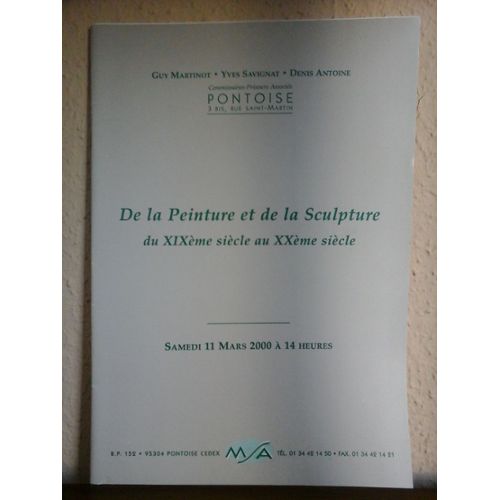 GUY MARTINOT • YVES SAVIGNAT • DENIS ANTOINE
Commissaires-Priseurs Associés
PONTOISE
3 BIS, RUE SAINT-MARTIN
De la Peinture et de la Sculpture
du XIXème siècle au XXème siècle
SAMEDI 11 MARS 2000 À 14 HEURES
B.P. 152 • 95304 PONTOISE CEDEX MSA TÉL. 01 34 42 14 50 • FAX. 01 34 42 14 21